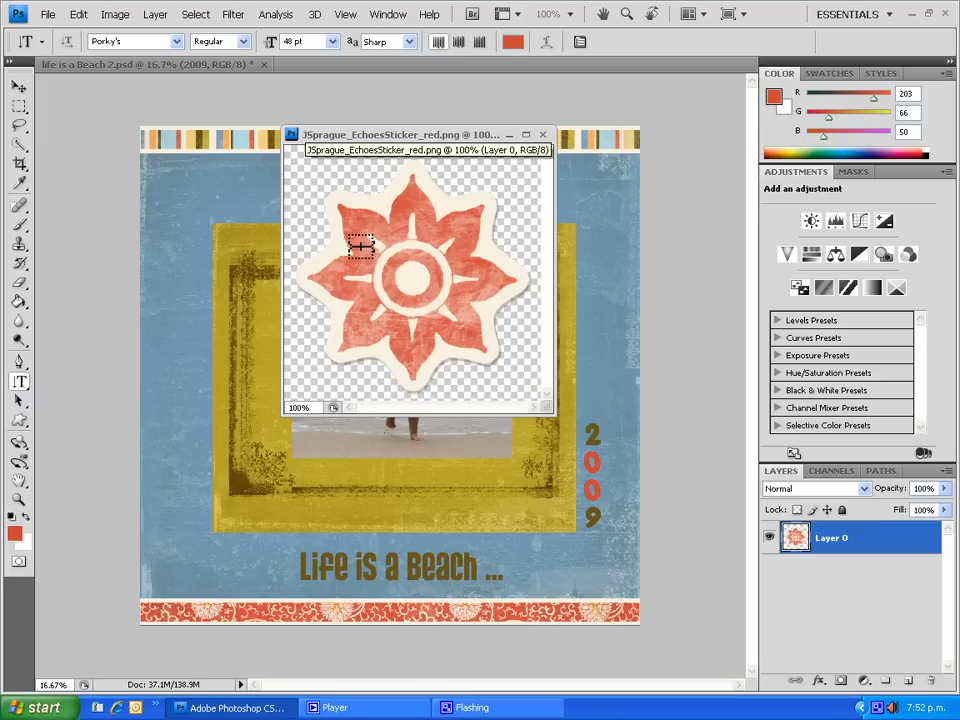 Ps File Edit Image Layer Select Filter Analysis 3D View Window Help Br 100% ESSENTIALS
T Porky's Regular T 48 pt aa Sharp
life is a Beach 2.psd @ 16.7% (2009, RGB/8) * ×
JSprague_EchoesSticker_red.png @ 100...
JSprague_EchoesSticker_red.png @ 100% (Layer 0, RGB/8)
100%
2
0
0
9
Life is a Beach ...
16.67% Doc: 37.1M/138.9M
COLOR SWATCHES STYLES
R 203
G 66
B 50
ADJUSTMENTS MASKS
Add an adjustment
Levels Presets
Curves Presets
Exposure Presets
Hue/Saturation Presets
Black & White Presets
Channel Mixer Presets
Selective Color Presets
LAYERS CHANNELS PATHS
Normal Opacity: 100%
Lock: Fill: 100%
Layer 0
fx
start Adobe Photoshop CS... Player Flashing 7:52 p.m.